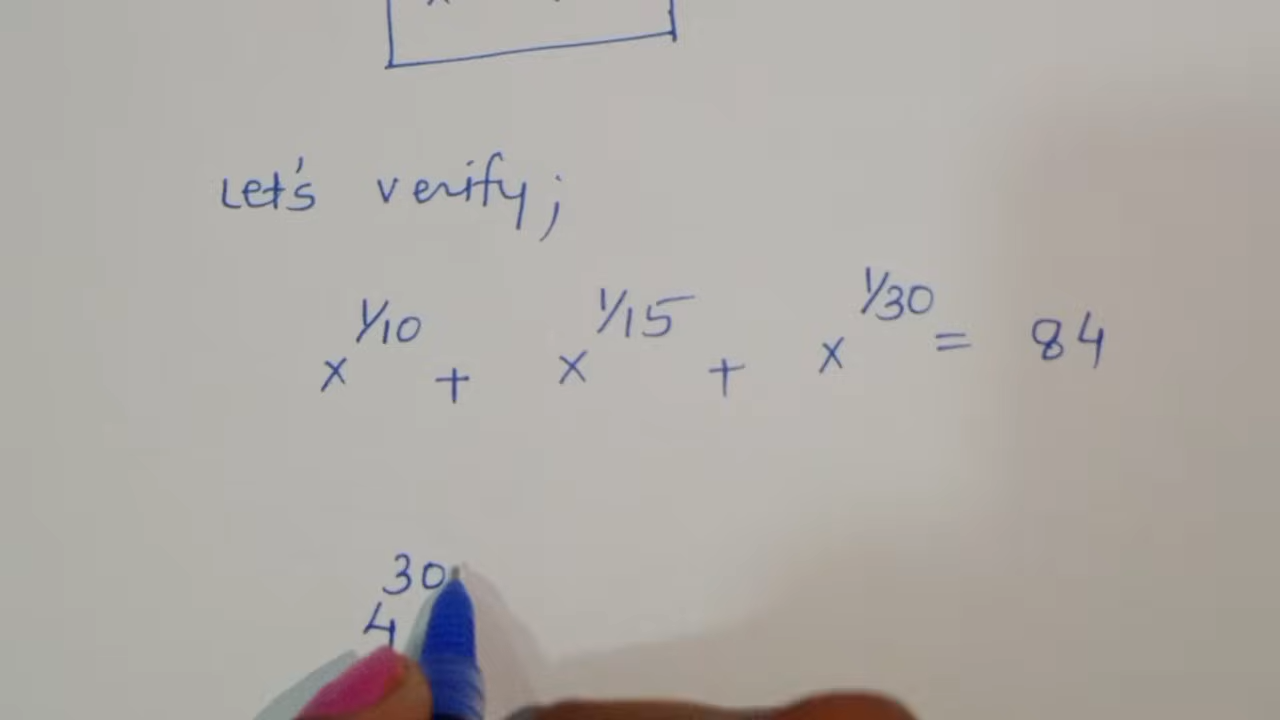 Let's verify;
x^1/10 + x^1/15 + x^1/30 = 84
4^30